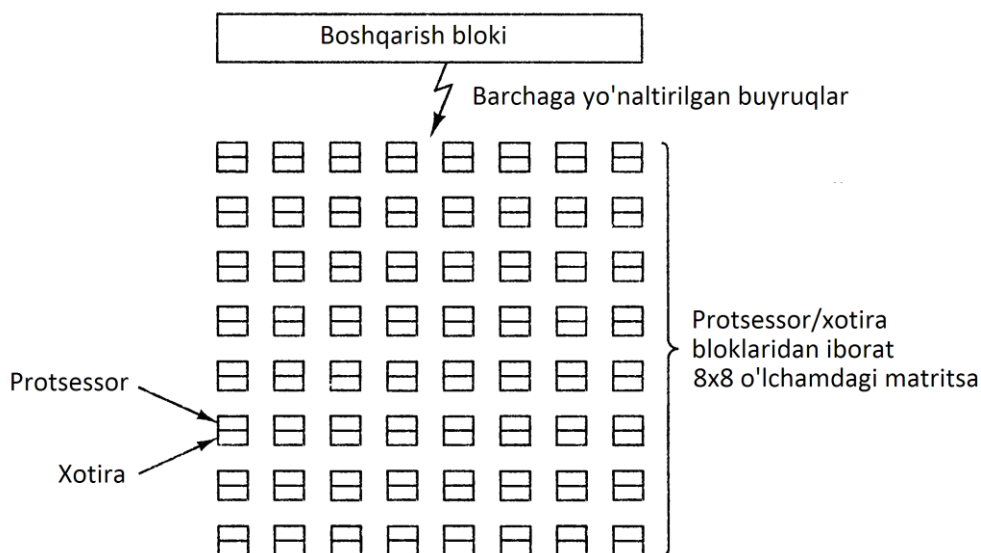 Boshqarish bloki
Barchaga yo'naltirilgan buyruqlar
Protsessor/xotira
bloklaridan iborat
8x8 o'lchamdagi matritsa
Protsessor
Xotira